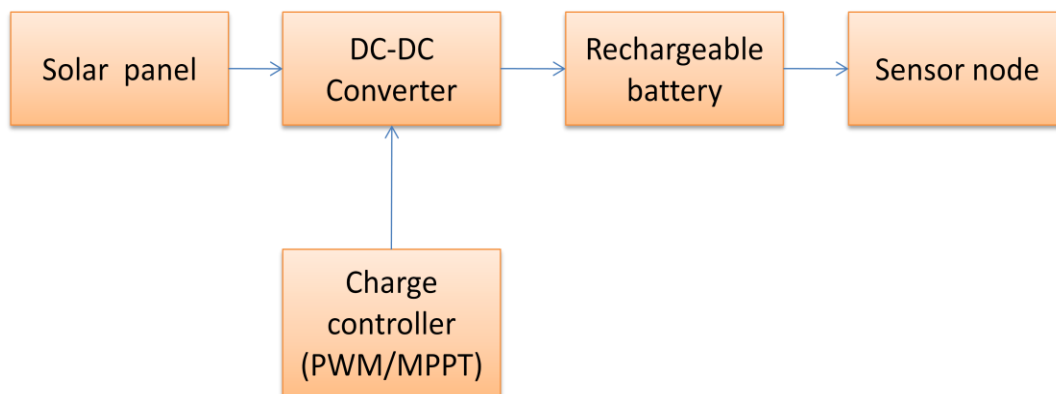 Solar panel
DC-DC
Converter
Rechargeable
battery
Sensor node
Charge
controller
(PWM/MPPT)